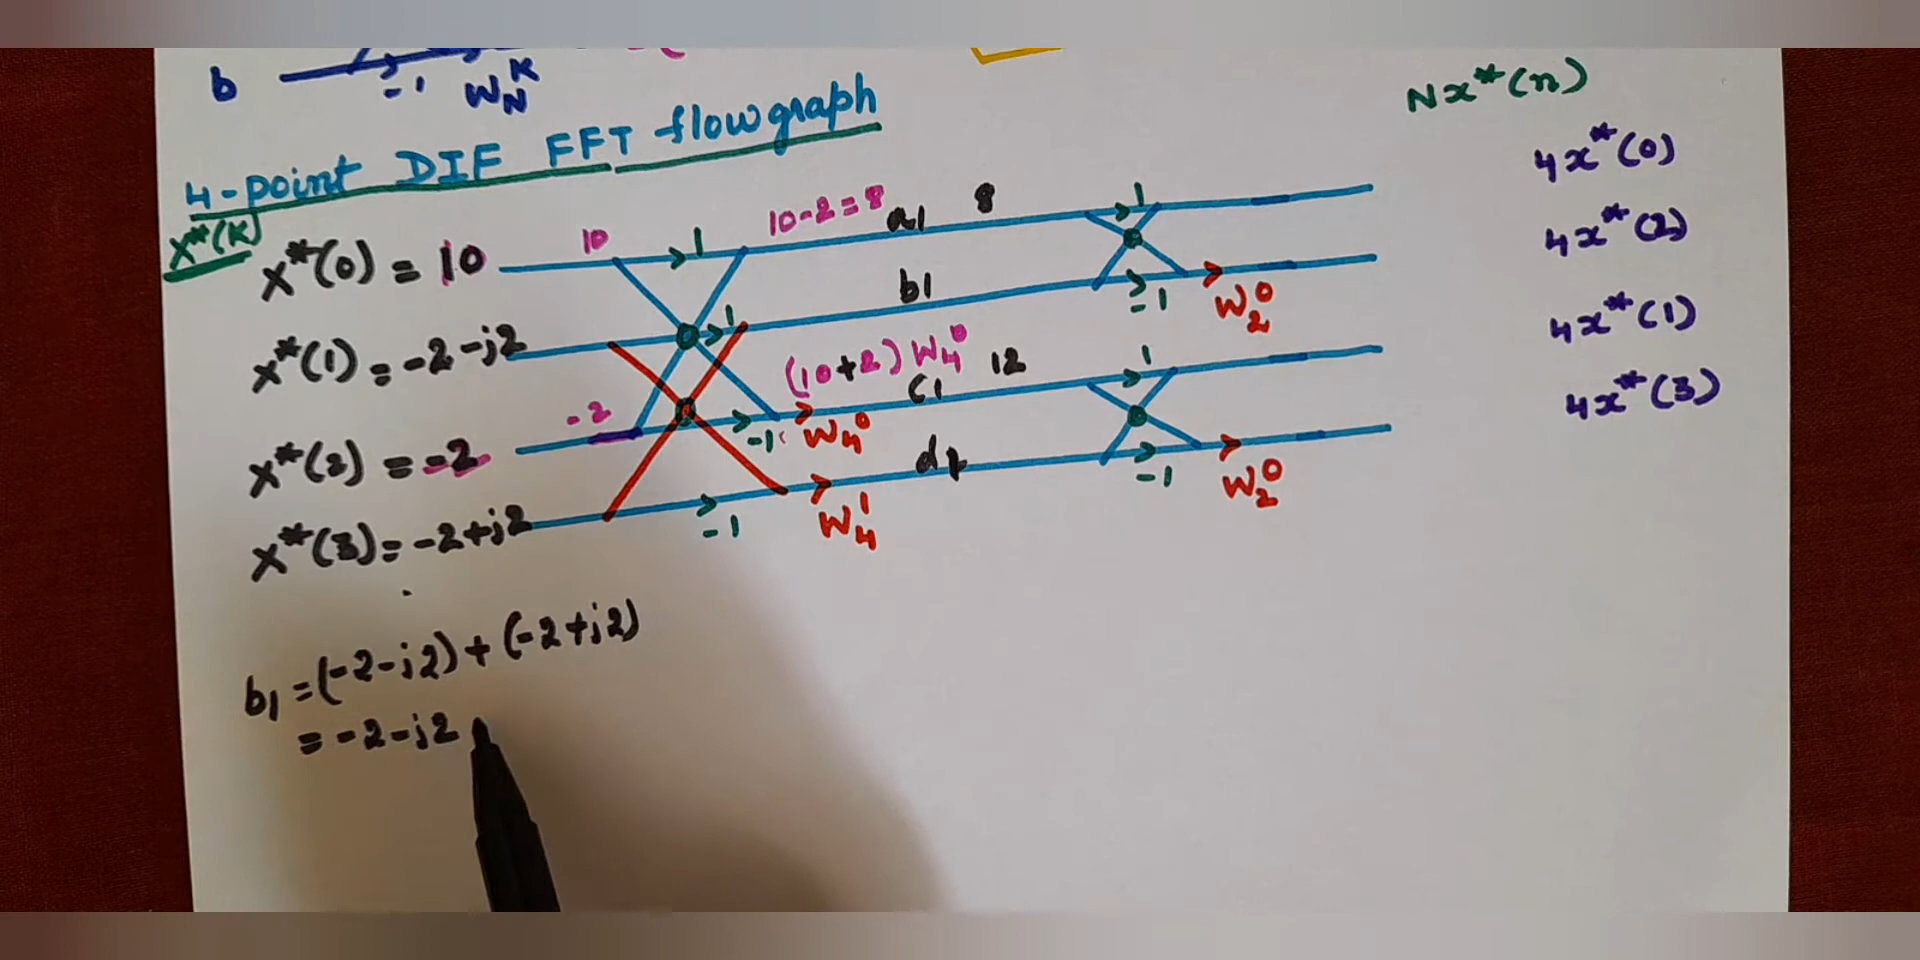 b -1 W_N^K
4-point DIF FFT flowgraph
X*(K)
Nx*(n)
X*(0) = 10
10 1 10-2=8 a1 8 1
4x*(0)
X*(1) = -2-j2
1 b1 -1 W_2^0
4x*(2)
X*(2) = -2
-2 -1 (10+2) W_4^0 12
W_4^0 c1 1
4x*(1)
X*(3) = -2+j2
-1 W_4^1 d1 -1 W_2^0
4x*(3)
b1 = (-2-j2) + (-2+j2)
= -2-j2